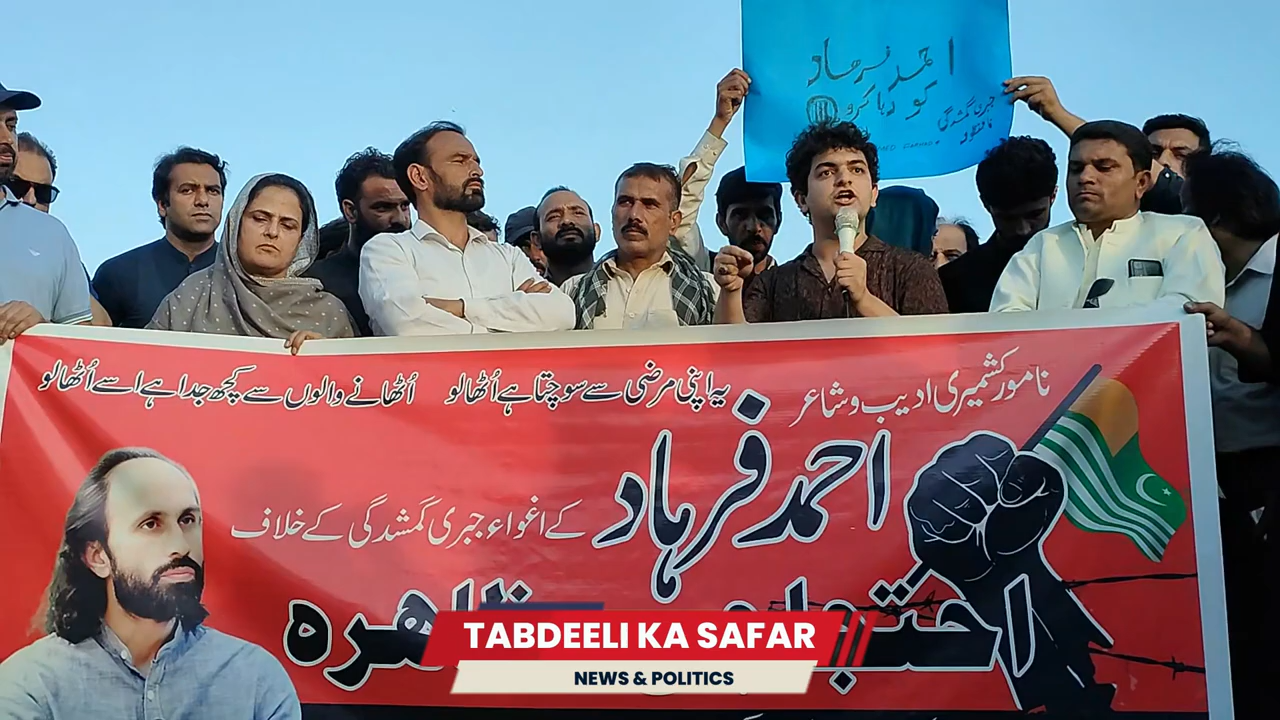 احمد فرہاد
کو رہا کرو
جبری گمشدگی
نامنظور
یہ اپنی مرضی سے سوچتا ہے اُٹھا لو اُٹھانے والوں سے کچھ جدا ہے اسے اُٹھا لو
نامور کشمیری ادیب و شاعر
احمد فرہاد
کے اغواء جبری گمشدگی کے خلاف
احتجاجی مظاہرہ
TABDEELI KA SAFAR
NEWS & POLITICS